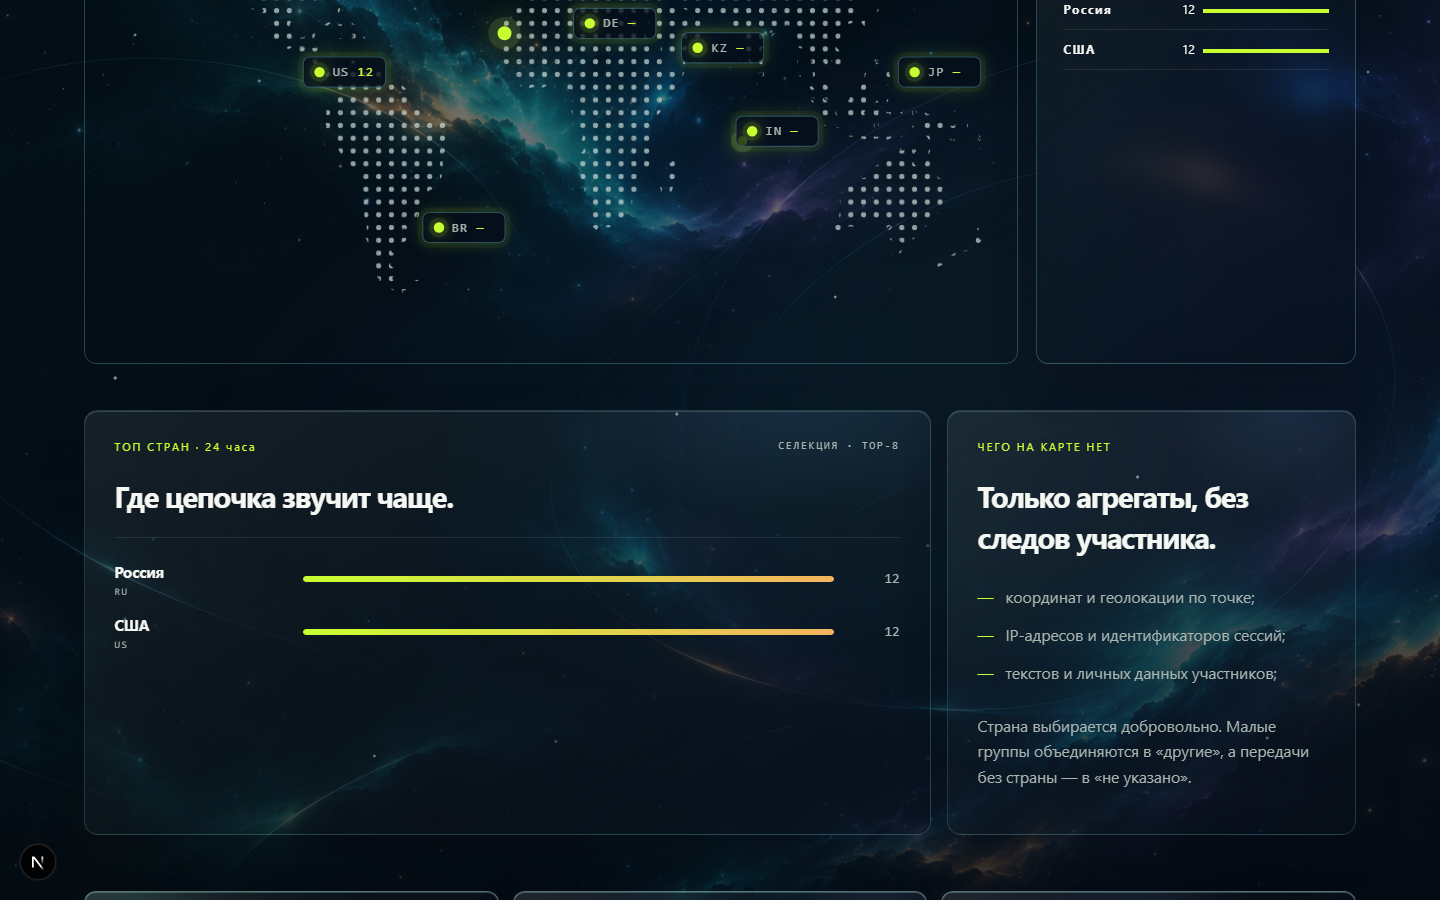 DE –
Россия 12
KZ –
США 12
US 12
JP –
IN –
BR –
ТОП СТРАН · 24 часа
СЕЛЕКЦИЯ · TOP-8
Где цепочка звучит чаще.
Россия
RU
12
США
US
12
ЧЕГО НА КАРТЕ НЕТ
Только агрегаты, без
следов участника.
— координат и геолокации по точке;
— IP-адресов и идентификаторов сессий;
— текстов и личных данных участников;
Страна выбирается добровольно. Малые
группы объединяются в «другие», а передачи
без страны — в «не указано».
N